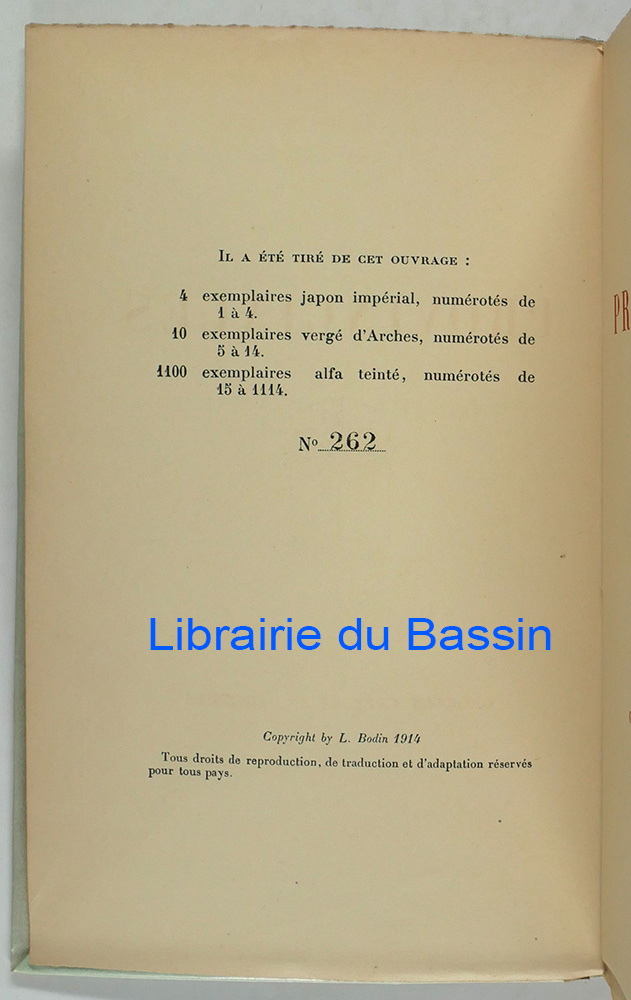 Il a été tiré de cet ouvrage :
4 exemplaires japon impérial, numérotés de
1 à 4.
10 exemplaires vergé d'Arches, numérotés de
5 à 14.
1100 exemplaires alfa teinté, numérotés de
15 à 1114.
No 262
Librairie du Bassin
Copyright by L. Bodin 1914
Tous droits de reproduction, de traduction et d'adaptation réservés
pour tous pays.
PR